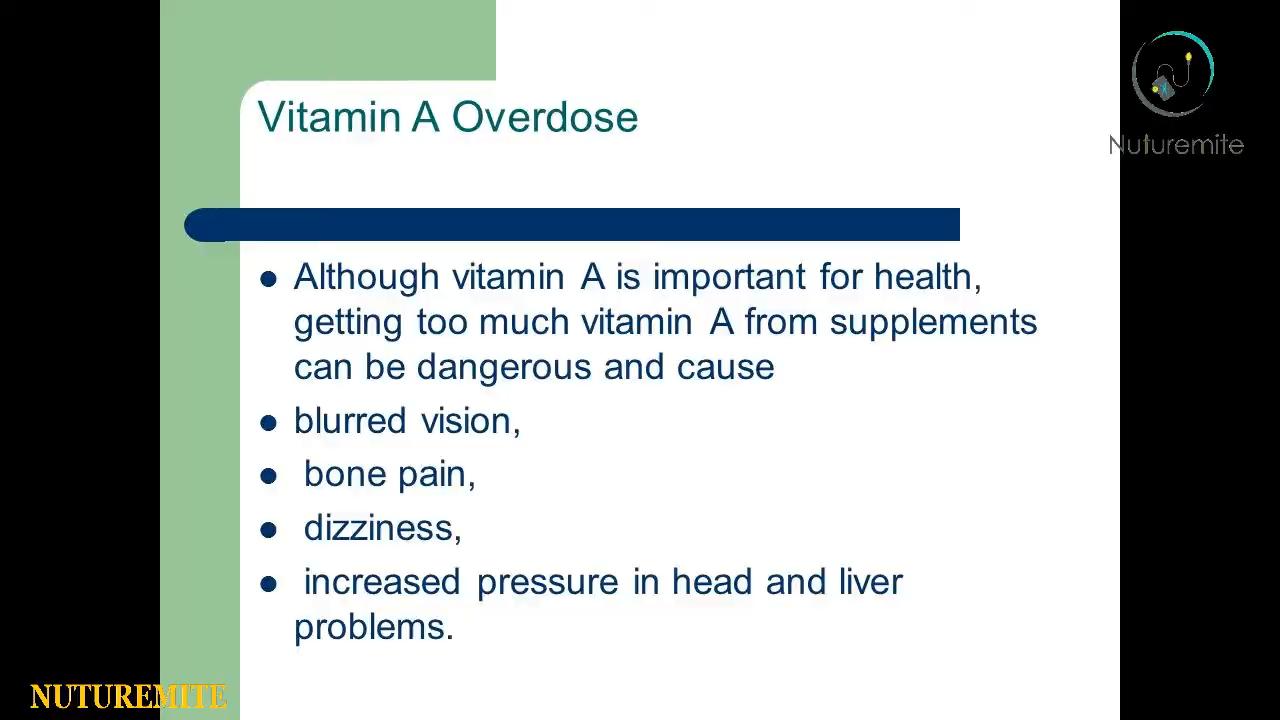 Vitamin A Overdose
Nuturemite
● Although vitamin A is important for health,
getting too much vitamin A from supplements
can be dangerous and cause
● blurred vision,
● bone pain,
● dizziness,
● increased pressure in head and liver
problems.
NUTUREMITE